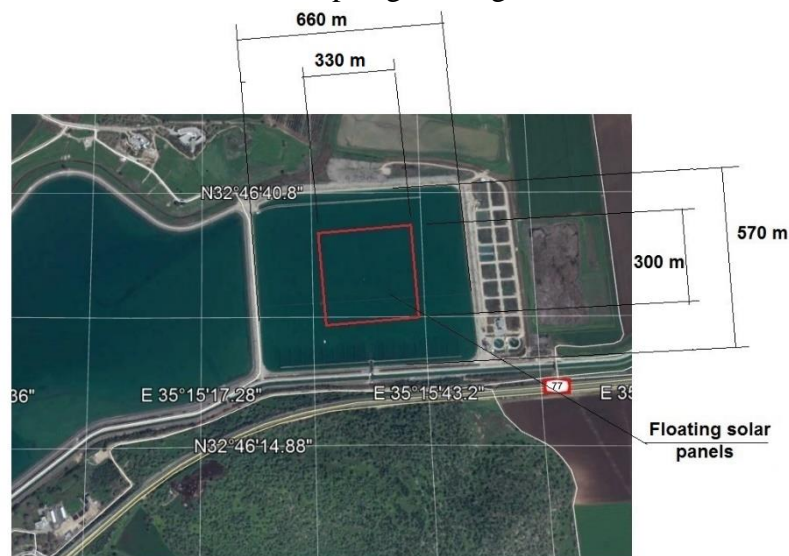 660 m
330 m
N32°46'40.8"
570 m
300 m
36"
E 35°15'17.28"
E 35°15'43.2"
77
E 35
N32°46'14.88"
Floating solar
panels